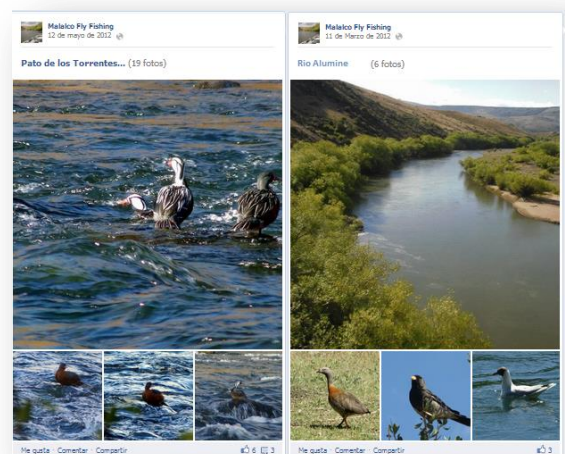 Malalco Fly Fishing
12 de mayo de 2012
Pato de los Torrentes... (19 fotos)
Me gusta · Comentar · Compartir
6 3
Malalco Fly Fishing
11 de Marzo de 2012
Rio Alumine (6 fotos)
Me gusta · Comentar · Compartir
3